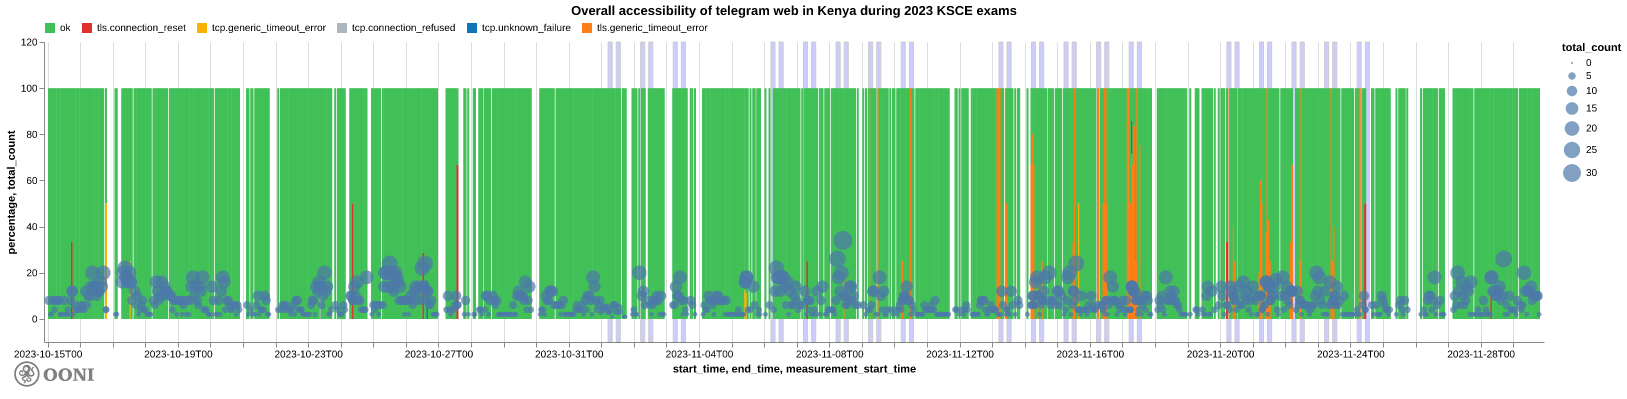 Overall accessibility of telegram web in Kenya during 2023 KSCE exams
ok tls.connection_reset tcp.generic_timeout_error tcp.connection_refused tcp.unknown_failure tls.generic_timeout_error
120
100
80
60
40
20
0
percentage, total_count
2023-10-15T00 2023-10-19T00 2023-10-23T00 2023-10-27T00 2023-10-31T00 2023-11-04T00 2023-11-08T00 2023-11-12T00 2023-11-16T00 2023-11-20T00 2023-11-24T00 2023-11-28T00
start_time, end_time, measurement_start_time
total_count
0
5
10
15
20
25
30
OONI